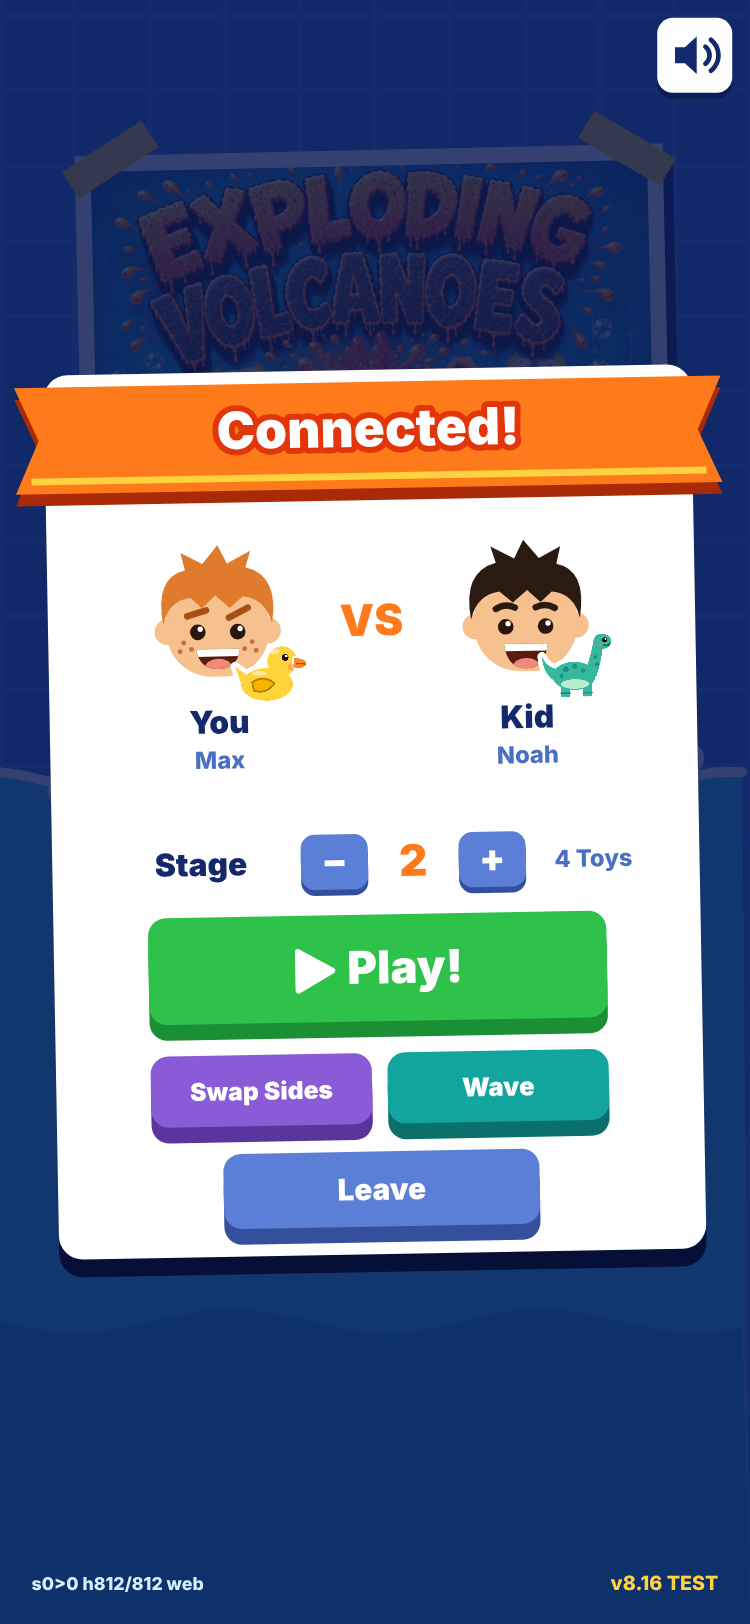 EXPLODING
VOLCANOES
Connected!
VS
You
Kid
Max
Noah
Stage − 2 + 4 Toys
Play!
Swap Sides
Wave
Leave
s0>0 h812/812 web
v8.16 TEST